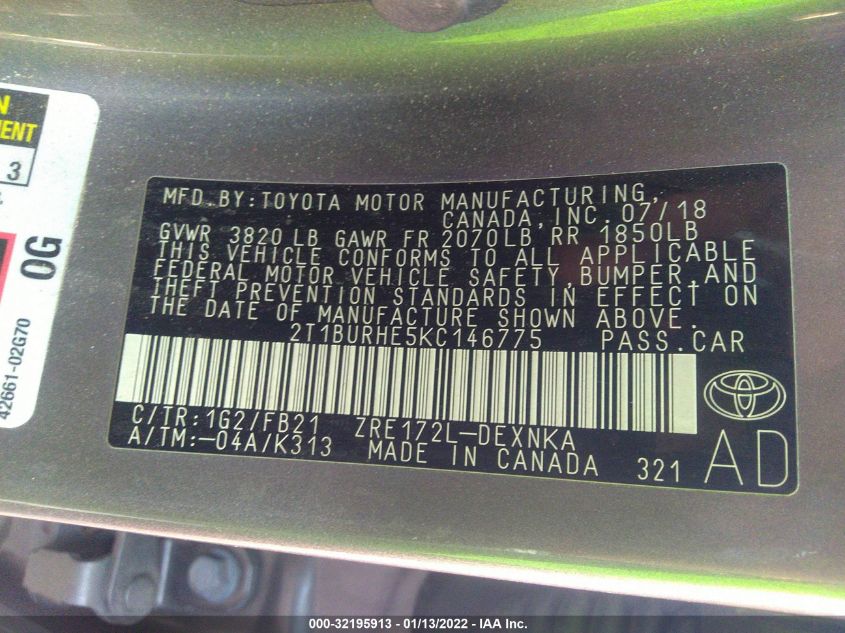 N
MENT
3
OG
42661-02G70
MFD. BY: TOYOTA MOTOR MANUFACTURING,
CANADA, INC. 07/18
GVWR 3820 LB GAWR FR 2070LB RR 1850LB
THIS VEHICLE CONFORMS TO ALL APPLICABLE
FEDERAL MOTOR VEHICLE SAFETY, BUMPER, AND
THEFT PREVENTION STANDARDS IN EFFECT ON
THE DATE OF MANUFACTURE SHOWN ABOVE.
2T1BURHE5KC146775 PASS. CAR
C/TR: 1G2/FB21 ZRE172L-DEXNKA
A/TM: -04A/K313 MADE IN CANADA 321 AD
000-32195913 - 01/13/2022 - IAA Inc.